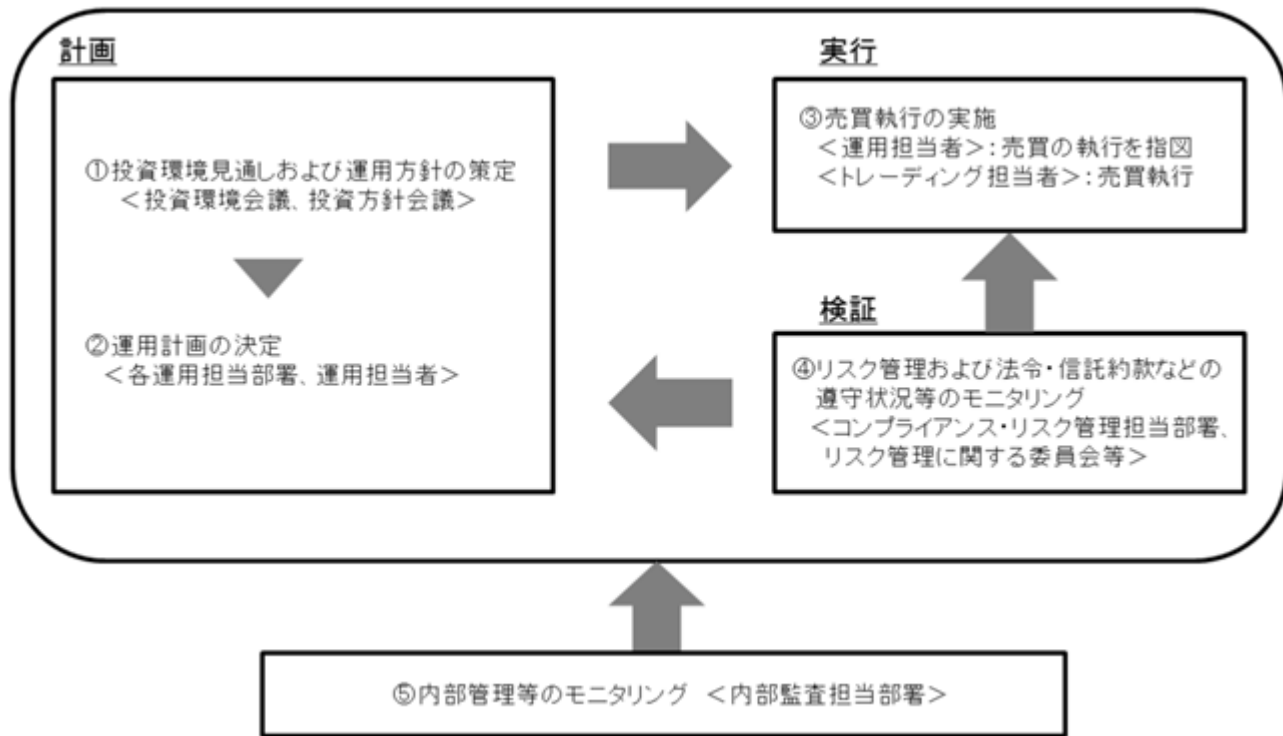 計画
①投資環境見通しおよび運用方針の策定
＜投資環境会議、投資方針会議＞
②運用計画の決定
＜各運用担当部署、運用担当者＞
実行
③売買執行の実施
＜運用担当者＞：売買の執行を指図
＜トレーディング担当者＞：売買執行
検証
④リスク管理および法令・信託約款などの
遵守状況等のモニタリング
＜コンプライアンス・リスク管理担当部署、
リスク管理に関する委員会等＞
⑤内部管理等のモニタリング ＜内部監査担当部署＞